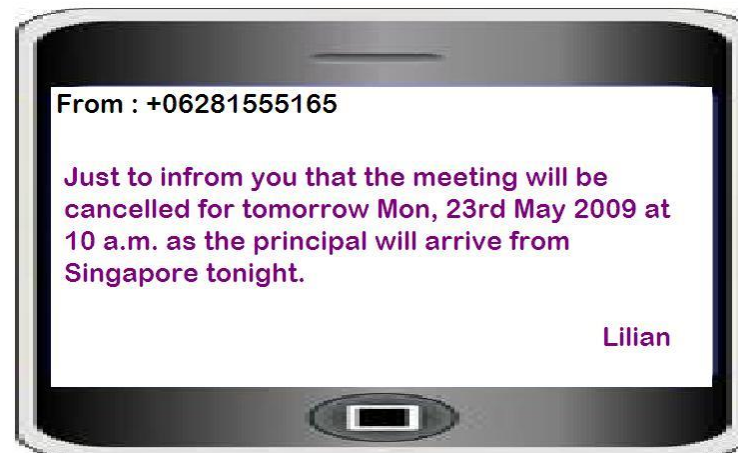 From : +06281555165
Just to infrom you that the meeting will be
cancelled for tomorrow Mon, 23rd May 2009 at
10 a.m. as the principal will arrive from
Singapore tonight.
Lilian